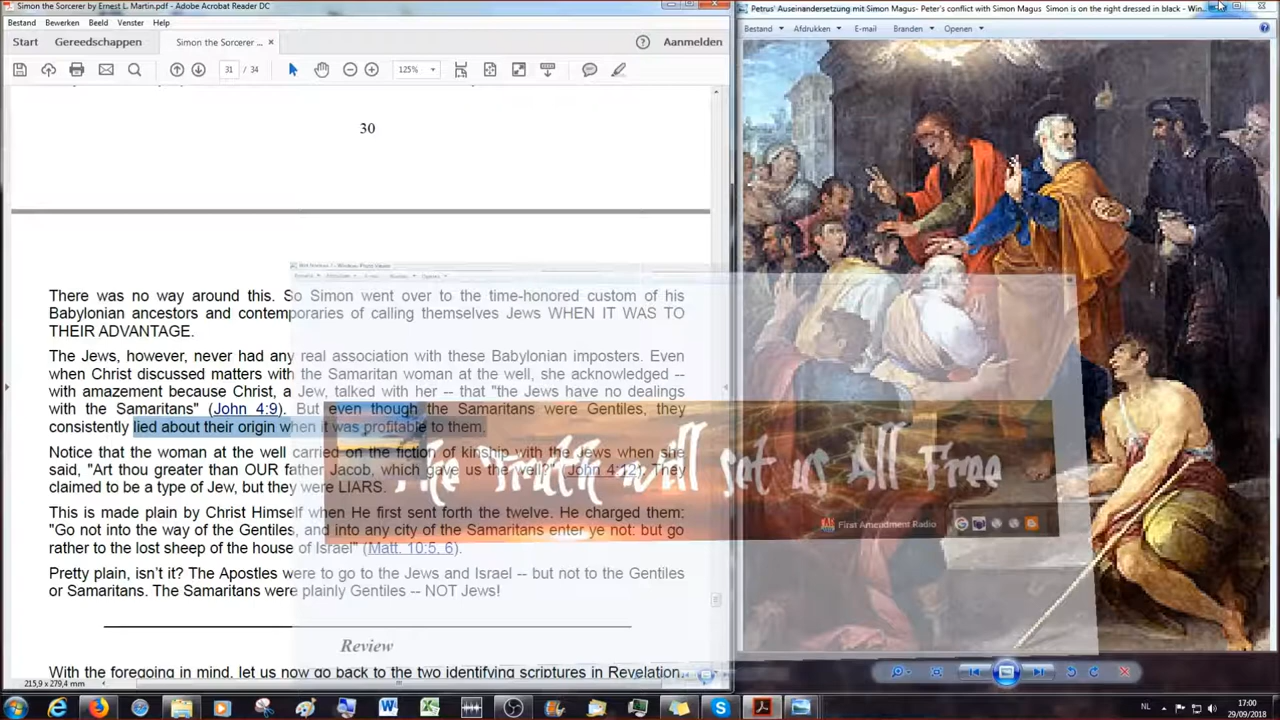 Simon the Sorcerer by Ernest L. Martin.pdf - Adobe Acrobat Reader DC
Bestand Bewerken Beeld Venster Help
Start Gereedschappen Simon the Sorcerer ... × Aanmelden
31 / 34 125%
30
There was no way around this. So Simon went over to the time-honored custom of his
Babylonian ancestors and contemporaries of calling themselves Jews WHEN IT WAS TO
THEIR ADVANTAGE.
The Jews, however, never had any real association with these Babylonian imposters. Even
when Christ discussed matters with the Samaritan woman at the well, she acknowledged --
with amazement because Christ, a Jew, talked with her -- that "the Jews have no dealings
with the Samaritans" (John 4:9). But even though the Samaritans were Gentiles, they
consistently lied about their origin when it was profitable to them.
Notice that the woman at the well carried on the fiction of kinship with the Jews when she
said, "Art thou greater than OUR father Jacob, which gave us the well?" (John 4:12). They
claimed to be a type of Jew, but they were LIARS.
This is made plain by Christ Himself when He first sent forth the twelve. He charged them:
"Go not into the way of the Gentiles, and into any city of the Samaritans enter ye not: but go
rather to the lost sheep of the house of Israel" (Matt. 10:5, 6).
Pretty plain, isn't it? The Apostles were to go to the Jews and Israel -- but not to the Gentiles
or Samaritans. The Samaritans were plainly Gentiles -- NOT Jews!
Review
With the foregoing in mind, let us now go back to the two identifying scriptures in Revelation.
215,9 x 279,4 mm
Petrus' Auseinandersetzung mit Simon Magus- Peter's conflict with Simon Magus Simon is on the right dressed in black - Win...
Bestand Afdrukken E-mail Branden Openen
The Truth will set us All Free
First Amendment Radio
NL 17:00
29/09/2018